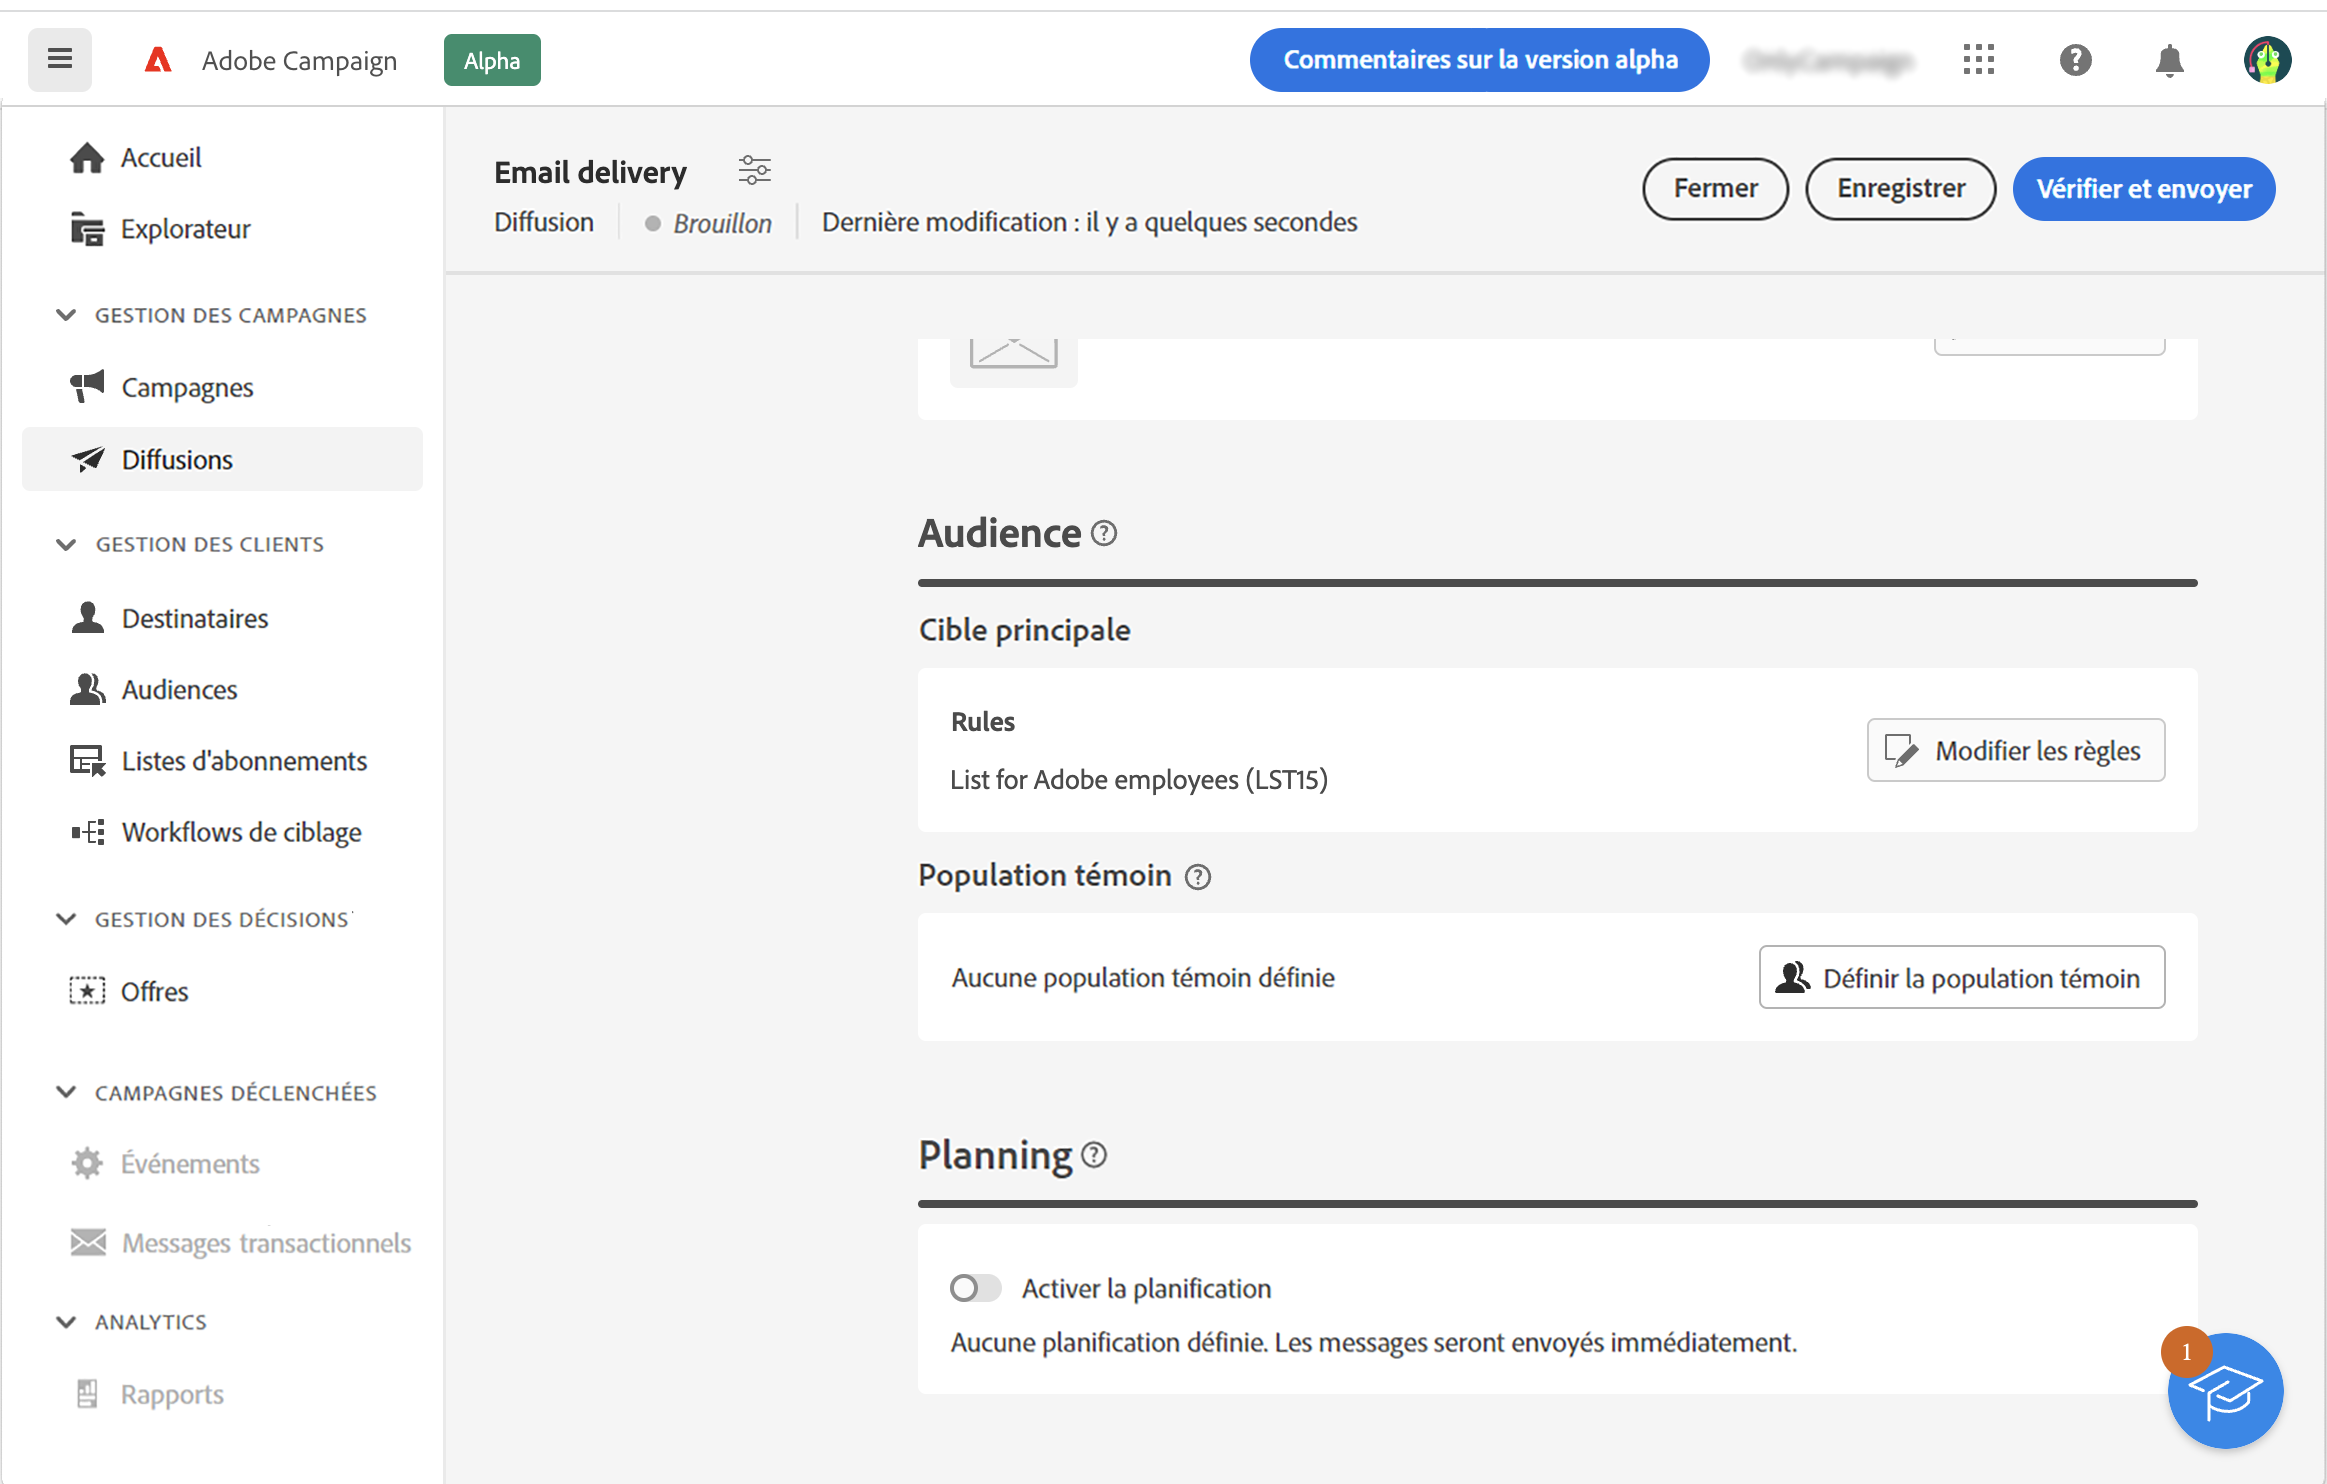 Adobe Campaign
Alpha
Commentaires sur la version alpha
Accueil
Explorateur
GESTION DES CAMPAGNES
Campagnes
Diffusions
GESTION DES CLIENTS
Destinataires
Audiences
Listes d'abonnements
Workflows de ciblage
GESTION DES DÉCISIONS
Offres
CAMPAGNES DÉCLENCHÉES
Événements
Messages transactionnels
ANALYTICS
Rapports
Email delivery
Diffusion
Brouillon
Dernière modification : il y a quelques secondes
Fermer
Enregistrer
Vérifier et envoyer
Audience
Cible principale
Rules
List for Adobe employees (LST15)
Modifier les règles
Population témoin
Aucune population témoin définie
Définir la population témoin
Planning
Activer la planification
Aucune planification définie. Les messages seront envoyés immédiatement.
1